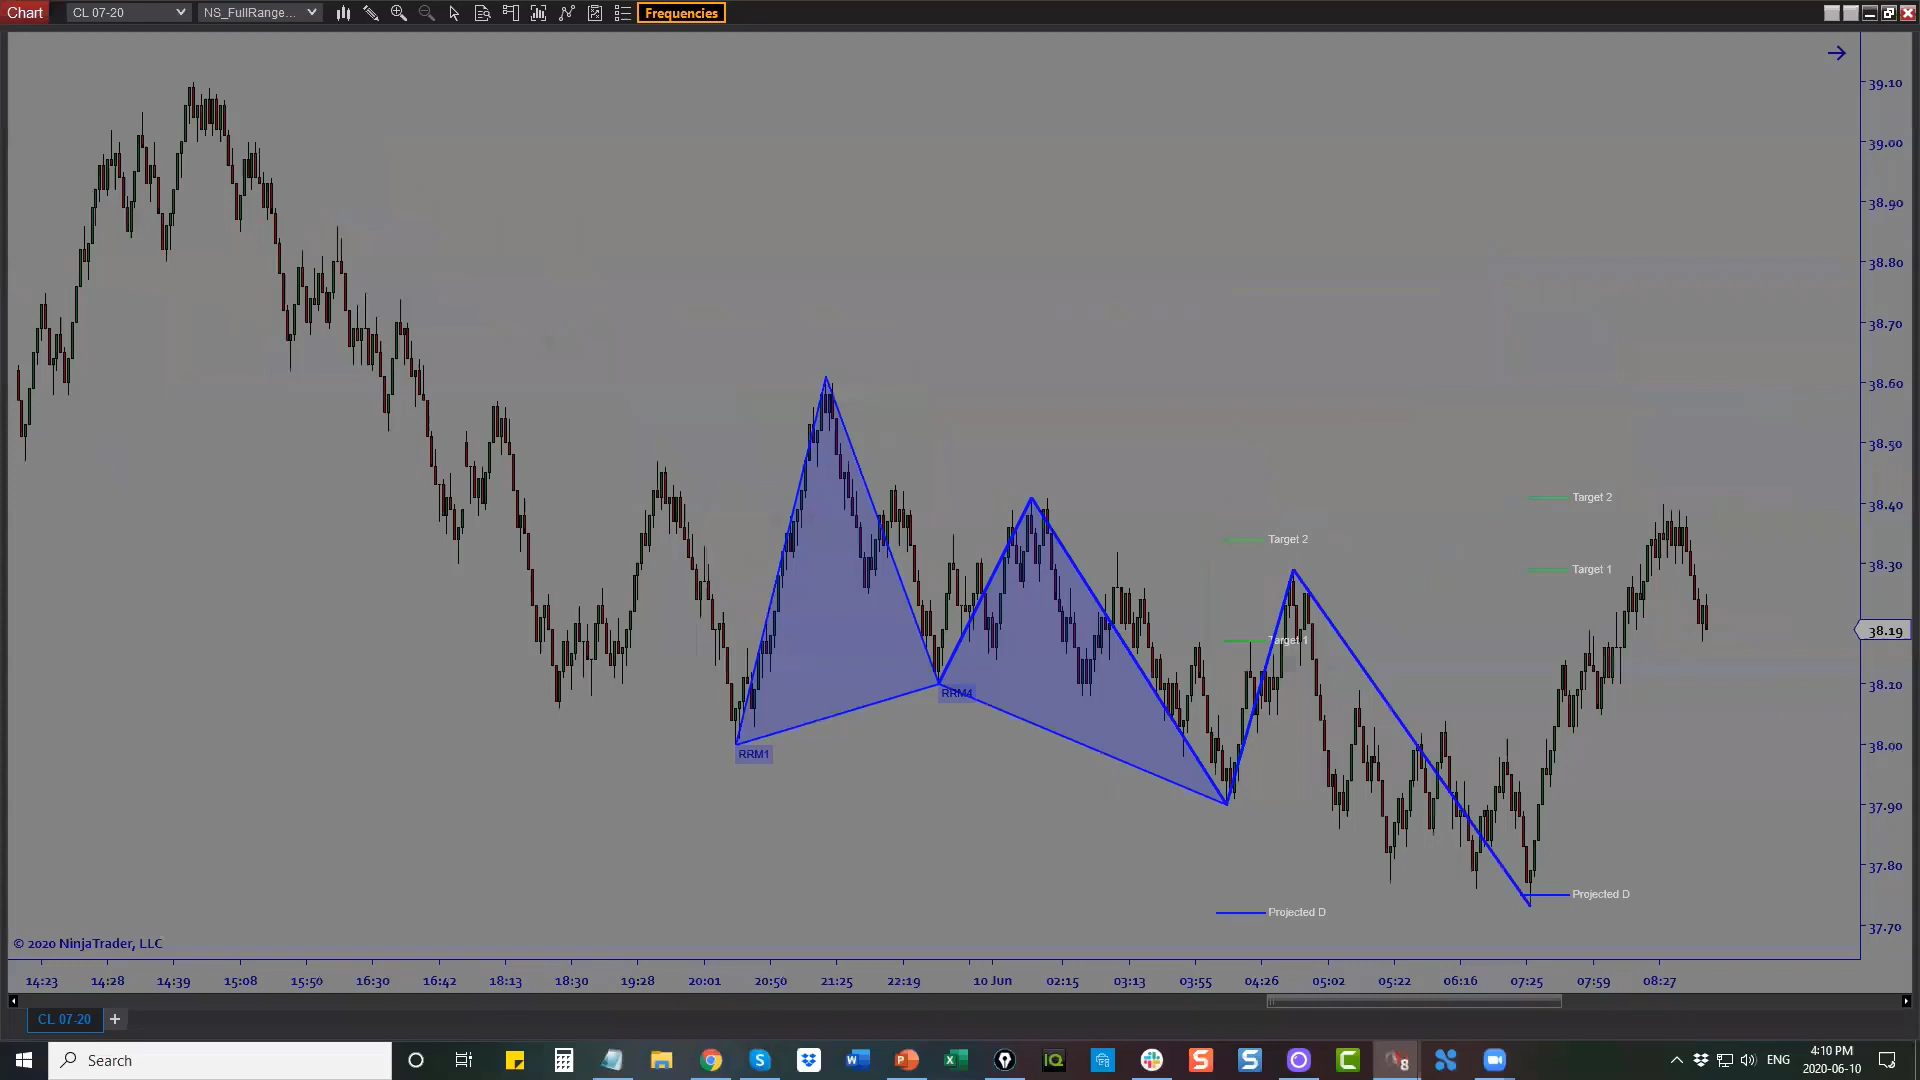 Chart
CL 07-20
NS_FullRange...
Frequencies
39.10
39.00
38.90
38.80
38.70
38.60
38.50
Target 2
38.40
Target 2
Target 1
38.30
38.19
Target 1
RRM4
38.10
RRM1
38.00
37.90
37.80
Projected D
Projected D
37.70
© 2020 NinjaTrader, LLC
14:23 14:28 14:39 15:08 15:50 16:30 16:42 18:13 18:30 19:28 20:01 20:50 21:25 22:19 10 Jun 02:15 03:13 03:55 04:26 05:02 05:22 06:16 07:25 07:59 08:27
CL 07-20 +
Search
ENG
4:10 PM
2020-06-10